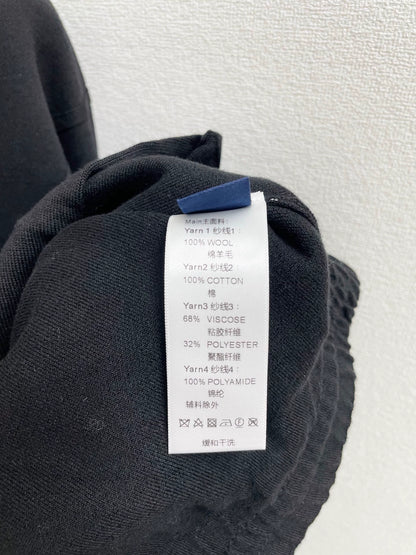 Main主面料:
Yarn 1 纱线1:
100% WOOL
绵羊毛
Yarn2 纱线2:
100% COTTON
棉
Yarn3 纱线3:
68% VISCOSE
粘胶纤维
32% POLYESTER
聚酯纤维
Yarn4 纱线4:
100% POLYAMIDE
锦纶
辅料除外
缓和干洗